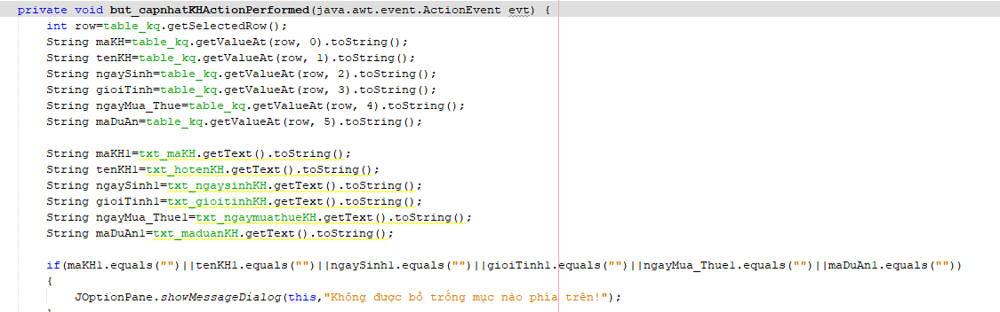 private void but_capnhatKHActionPerformed(java.awt.event.ActionEvent evt) {
int row=table_kq.getSelectedRow();
String maKH=table_kq.getValueAt(row, 0).toString();
String tenKH=table_kq.getValueAt(row, 1).toString();
String ngaySinh=table_kq.getValueAt(row, 2).toString();
String gioiTinh=table_kq.getValueAt(row, 3).toString();
String ngayMua_Thue=table_kq.getValueAt(row, 4).toString();
String maDuAn=table_kq.getValueAt(row, 5).toString();
String maKH1=txt_maKH.getText().toString();
String tenKH1=txt_hotenKH.getText().toString();
String ngaySinh1=txt_ngaysinhKH.getText().toString();
String gioiTinh1=txt_gioitinhKH.getText().toString();
String ngayMua_Thue1=txt_ngaymuathueKH.getText().toString();
String maDuAn1=txt_maduanKH.getText().toString();
if(maKH1.equals("")||tenKH1.equals("")||ngaySinh1.equals("")||gioiTinh1.equals("")||ngayMua_Thue1.equals("")||maDuAn1.equals(""))
{
JOptionPane.showMessageDialog(this,"Không được bỏ trống mục nào phía trên!");